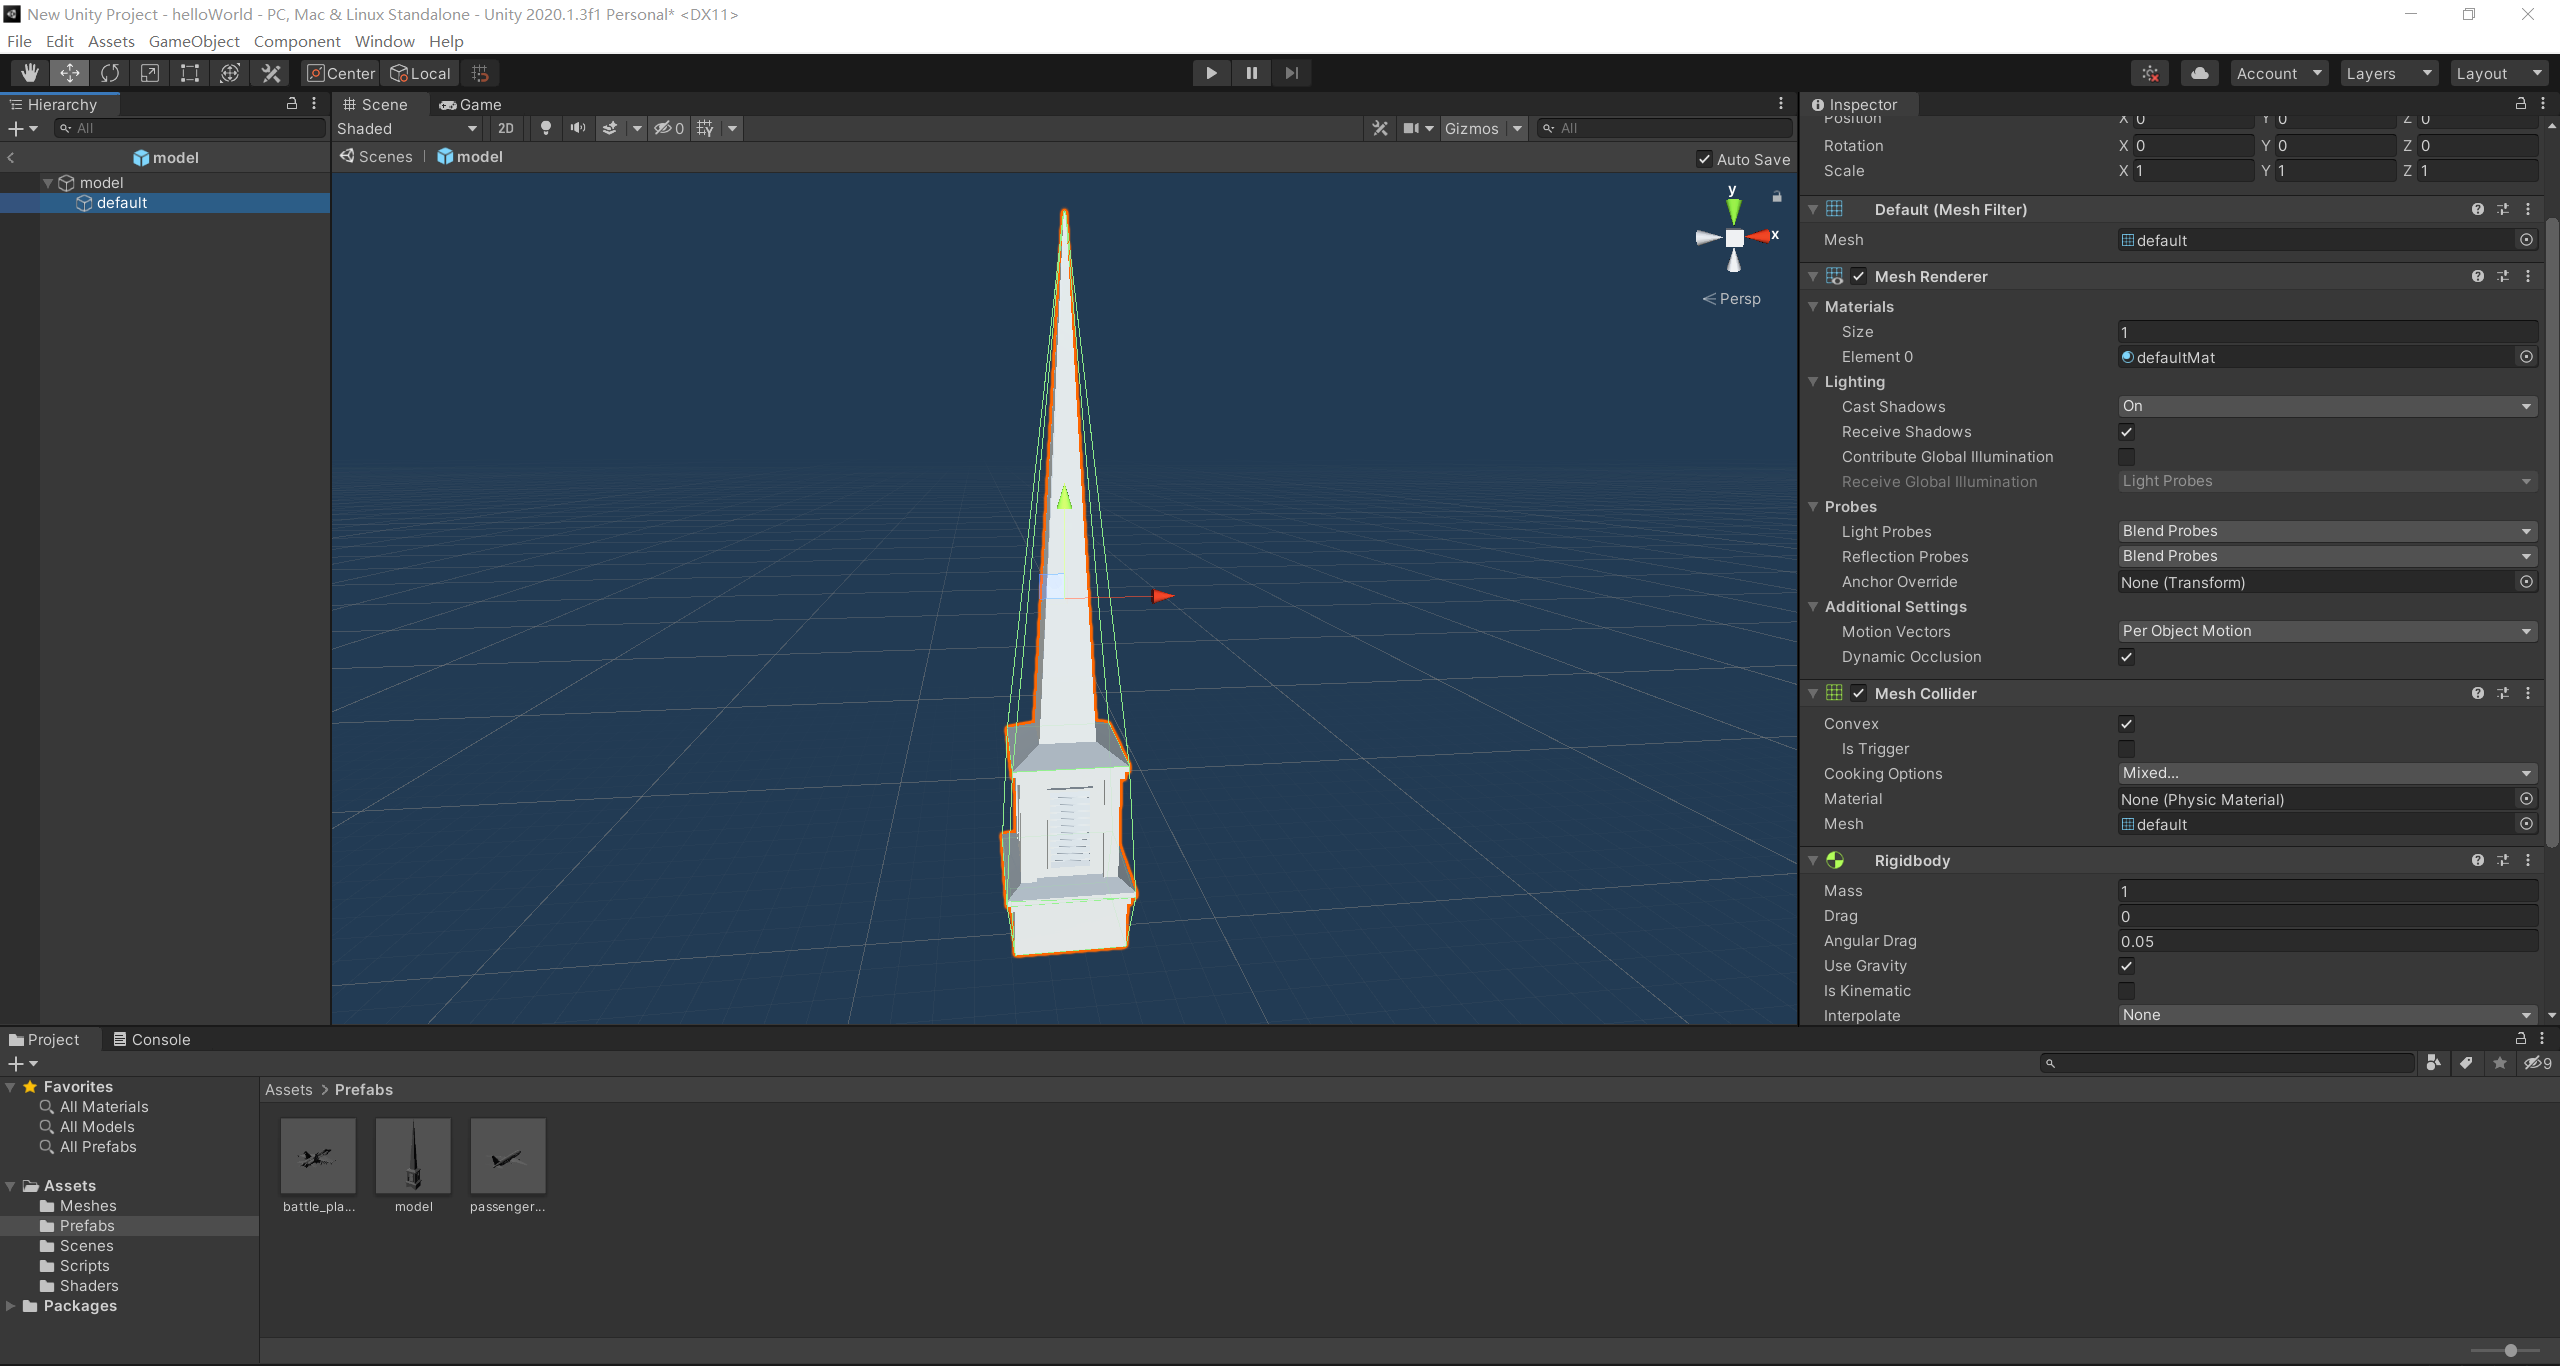 New Unity Project - helloWorld - PC, Mac & Linux Standalone - Unity 2020.1.3f1 Personal* <DX11>
File Edit Assets GameObject Component Window Help
Center Local Account Layers Layout
Hierarchy
All
model
model
default
Scene Game
Shaded 2D 0 Gizmos All
Scenes model Auto Save
y
x
Persp
Inspector
Position X 0 Y 0 Z 0
Rotation X 0 Y 0 Z 0
Scale X 1 Y 1 Z 1
Default (Mesh Filter)
Mesh default
Mesh Renderer
Materials
Size 1
Element 0 defaultMat
Lighting
Cast Shadows On
Receive Shadows
Contribute Global Illumination
Receive Global Illumination Light Probes
Probes
Light Probes Blend Probes
Reflection Probes Blend Probes
Anchor Override None (Transform)
Additional Settings
Motion Vectors Per Object Motion
Dynamic Occlusion
Mesh Collider
Convex
Is Trigger
Cooking Options Mixed...
Material None (Physic Material)
Mesh default
Rigidbody
Mass 1
Drag 0
Angular Drag 0.05
Use Gravity
Is Kinematic
Interpolate None
Project Console
9
Favorites
All Materials
All Models
All Prefabs
Assets
Meshes
Prefabs
Scenes
Scripts
Shaders
Packages
Assets > Prefabs
battle_pla... model passenger...